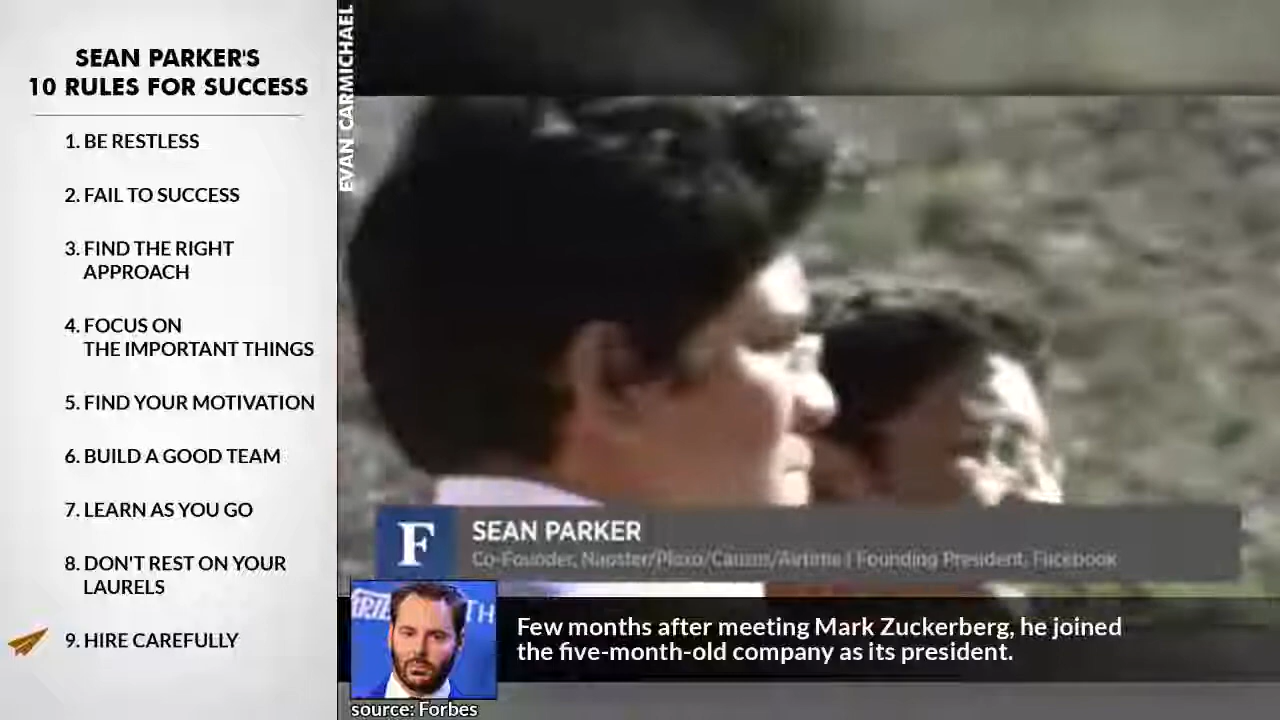 SEAN PARKER'S
10 RULES FOR SUCCESS
1. BE RESTLESS
2. FAIL TO SUCCESS
3. FIND THE RIGHT
APPROACH
4. FOCUS ON
THE IMPORTANT THINGS
5. FIND YOUR MOTIVATION
6. BUILD A GOOD TEAM
7. LEARN AS YOU GO
8. DON'T REST ON YOUR
LAURELS
9. HIRE CAREFULLY
EVAN CARMICHAEL
F
SEAN PARKER
Co-Founder, Napster/Plaxo/Causes/Airtime | Founding President, Facebook
Few months after meeting Mark Zuckerberg, he joined
the five-month-old company as its president.
source: Forbes